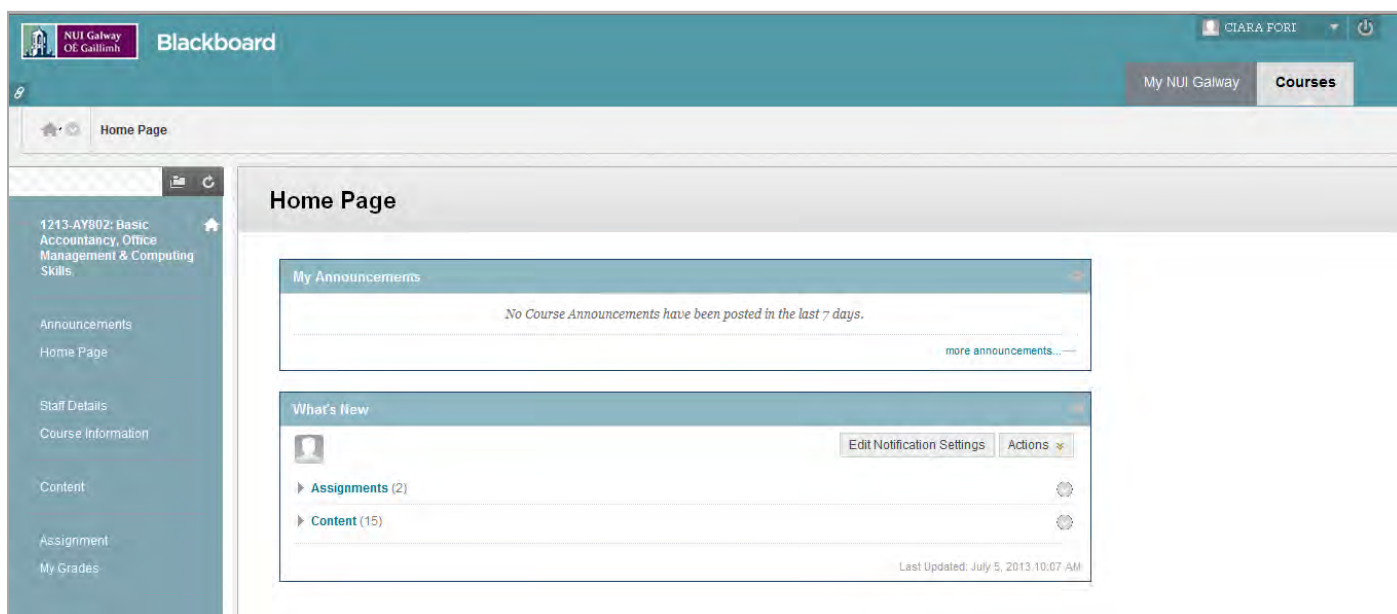 NUI Galway
OÉ Gaillimh
Blackboard
CIARA FORI
My NUI Galway
Courses
Home Page
1213-AY802: Basic
Accountancy, Office
Management & Computing
Skills
Announcements
Home Page
Staff Details
Course Information
Content
Assignment
My Grades
Home Page
My Announcements
No Course Announcements have been posted in the last 7 days.
more announcements...
What's New
Edit Notification Settings
Actions
Assignments (2)
Content (15)
Last Updated: July 5, 2013 10:07 AM